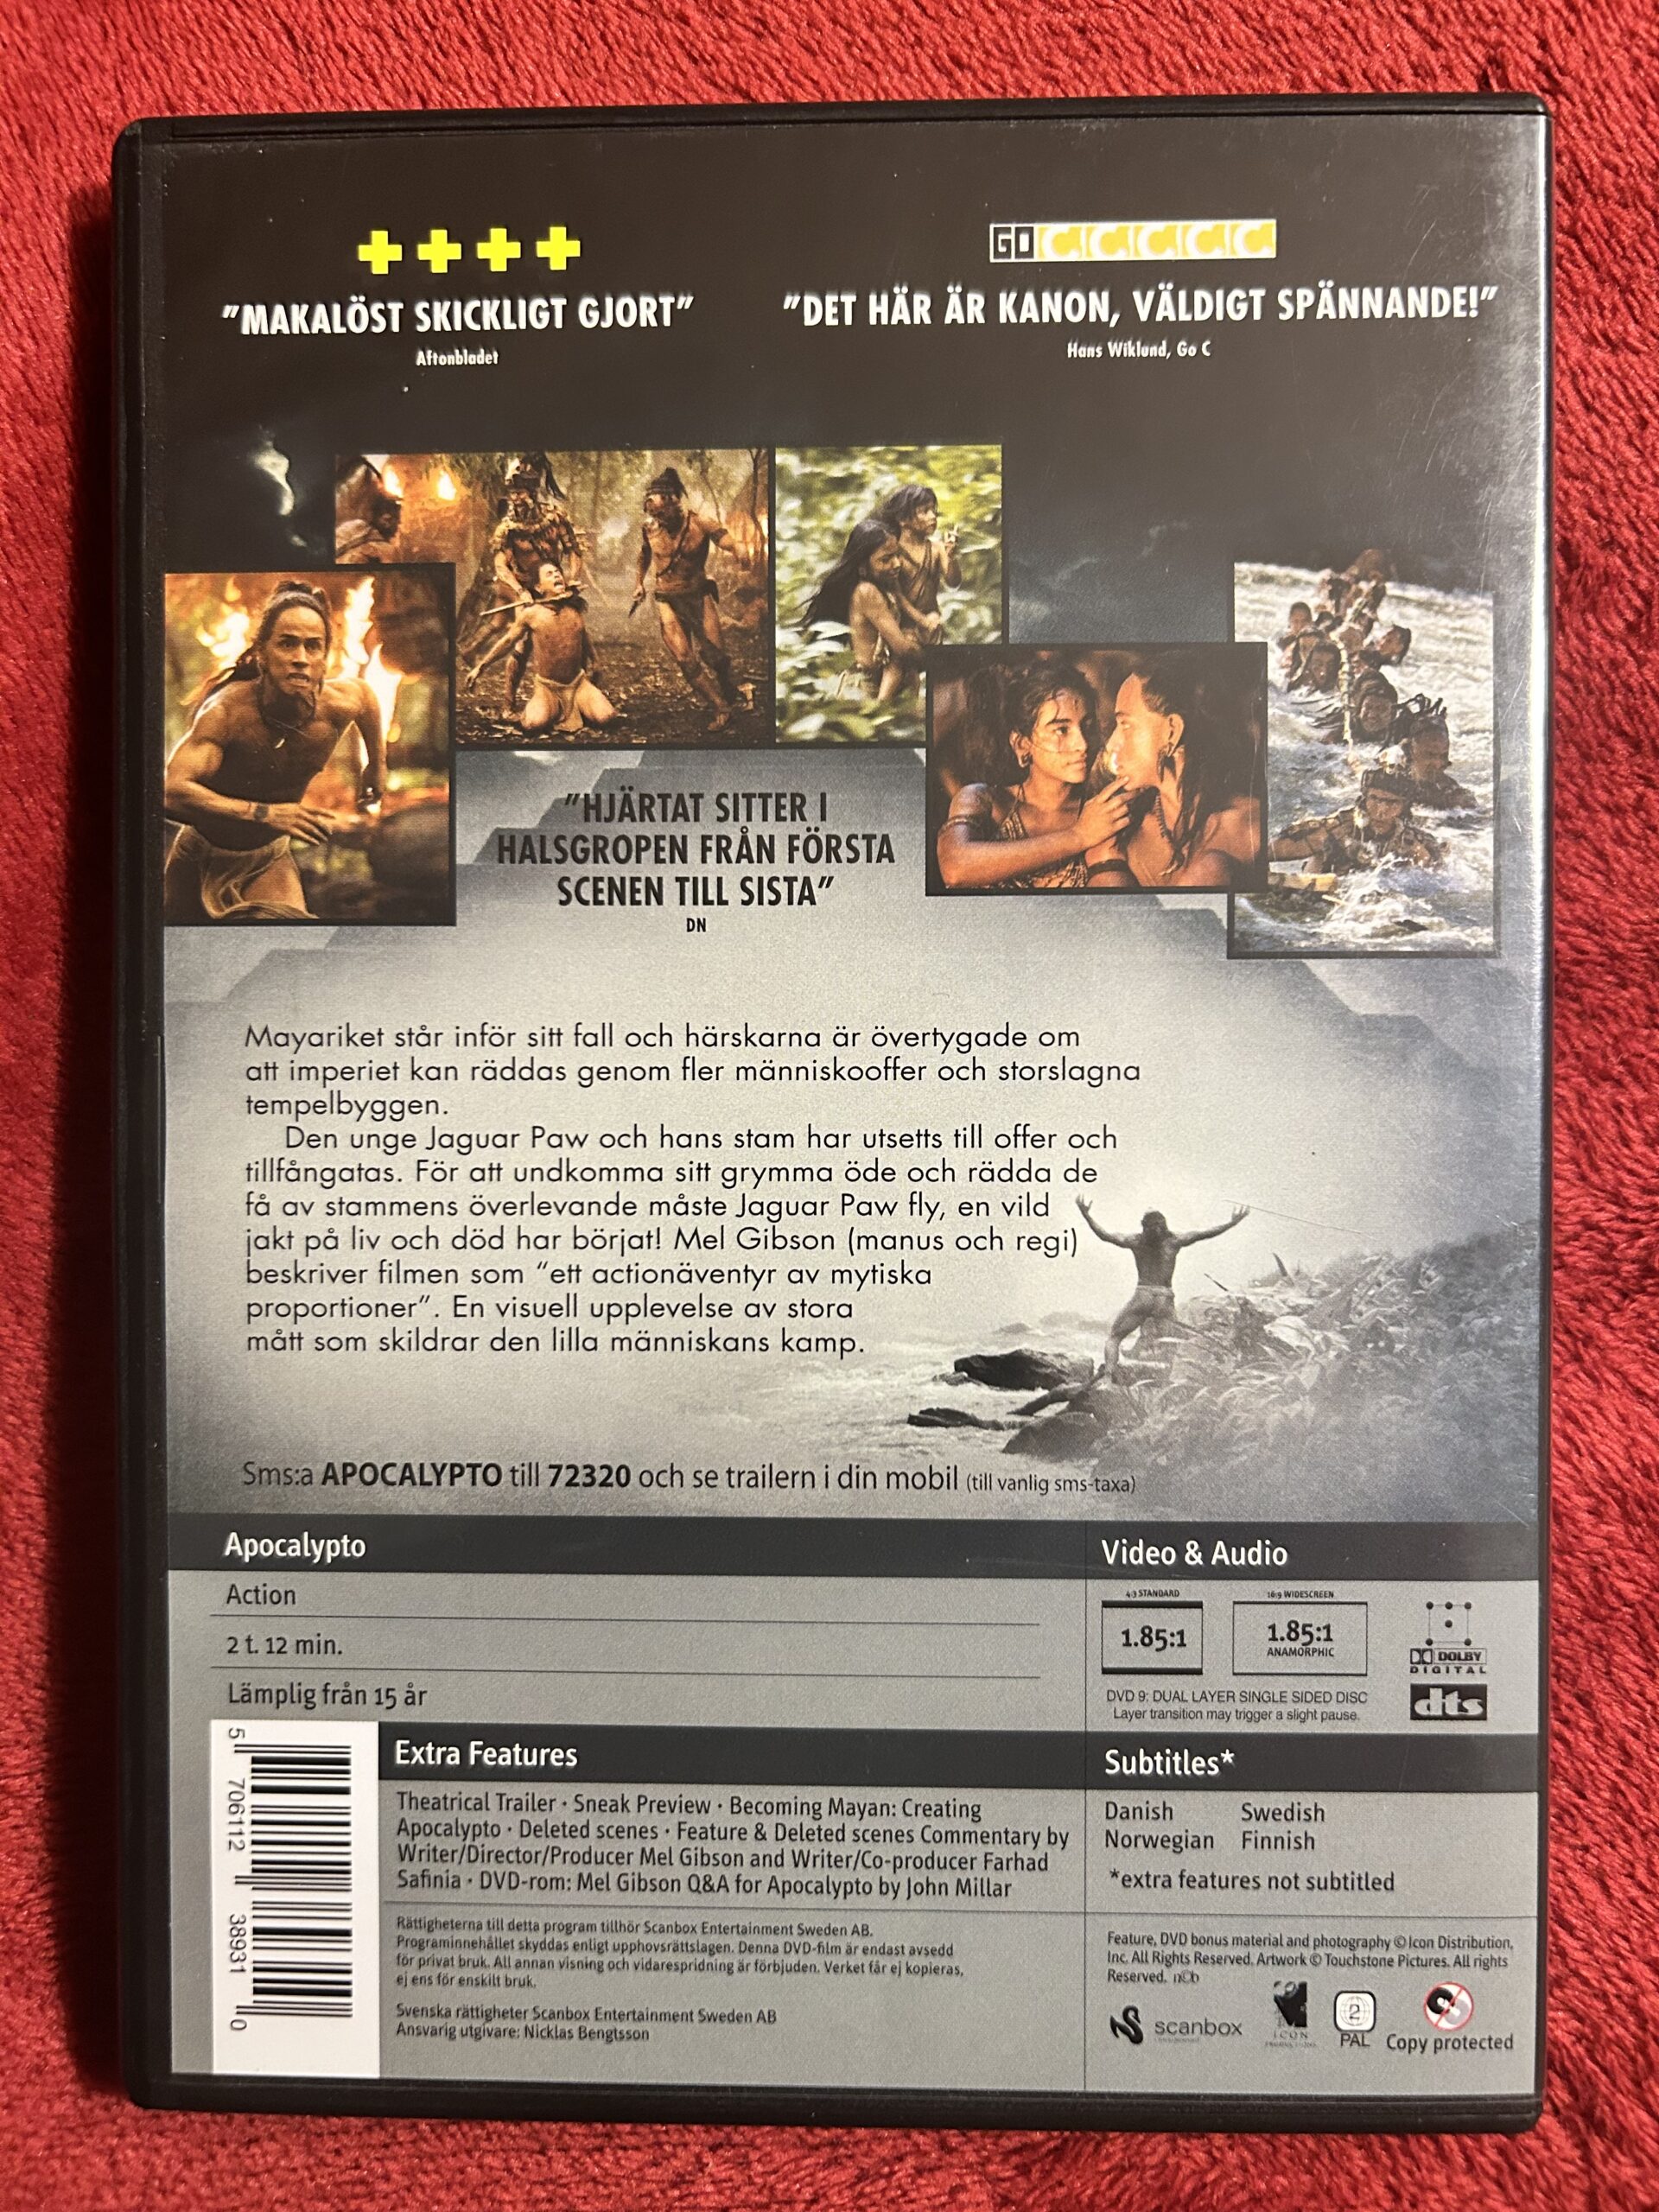 "MAKALÖST SKICKLIGT GJORT"
Aftonbladet
GO C C C C C
"DET HÄR ÄR KANON, VÄLDIGT SPÄNNANDE!"
Hans Wiklund, Go C
"HJÄRTAT SITTER I
HALSGROPEN FRÅN FÖRSTA
SCENEN TILL SISTA"
DN
Mayariket står inför sitt fall och härskarna är övertygade om
att imperiet kan räddas genom fler människooffer och storslagna
tempelbyggen.
Den unge Jaguar Paw och hans stam har utsetts till offer och
tillfångatas. För att undkomma sitt grymma öde och rädda de
få av stammens överlevande måste Jaguar Paw fly, en vild
jakt på liv och död har börjat! Mel Gibson (manus och regi)
beskriver filmen som "ett actionäventyr av mytiska
proportioner". En visuell upplevelse av stora
mått som skildrar den lilla människans kamp.
Sms:a APOCALYPTO till 72320 och se trailern i din mobil (till vanlig sms-taxa)
Apocalypto
Action
2 t. 12 min.
Lämplig från 15 år
Video & Audio
4:3 STANDARD
1.85:1
16:9 WIDESCREEN
1.85:1
ANAMORPHIC
DOLBY
DIGITAL
dts
DVD 9: DUAL LAYER SINGLE SIDED DISC
Layer transition may trigger a slight pause.
5 706112 38931 0
Extra Features
Theatrical Trailer · Sneak Preview · Becoming Mayan: Creating
Apocalypto · Deleted scenes · Feature & Deleted scenes Commentary by
Writer/Director/Producer Mel Gibson and Writer/Co-producer Farhad
Safinia · DVD-rom: Mel Gibson Q&A for Apocalypto by John Millar
Subtitles*
Danish Swedish
Norwegian Finnish
*extra features not subtitled
Rättigheterna till detta program tillhör Scanbox Entertainment Sweden AB.
Programinnehållet skyddas enligt upphovsrättslagen. Denna DVD-film är endast avsedd
för privat bruk. All annan visning och vidarespridning är förbjuden. Verket får ej kopieras,
ej ens för enskilt bruk.
Svenska rättigheter Scanbox Entertainment Sweden AB
Ansvarig utgivare: Nicklas Bengtsson
Feature, DVD bonus material and photography © Icon Distribution,
Inc. All Rights Reserved. Artwork © Touchstone Pictures. All rights
Reserved. n©b
scanbox
ICON
2
PAL
Copy protected